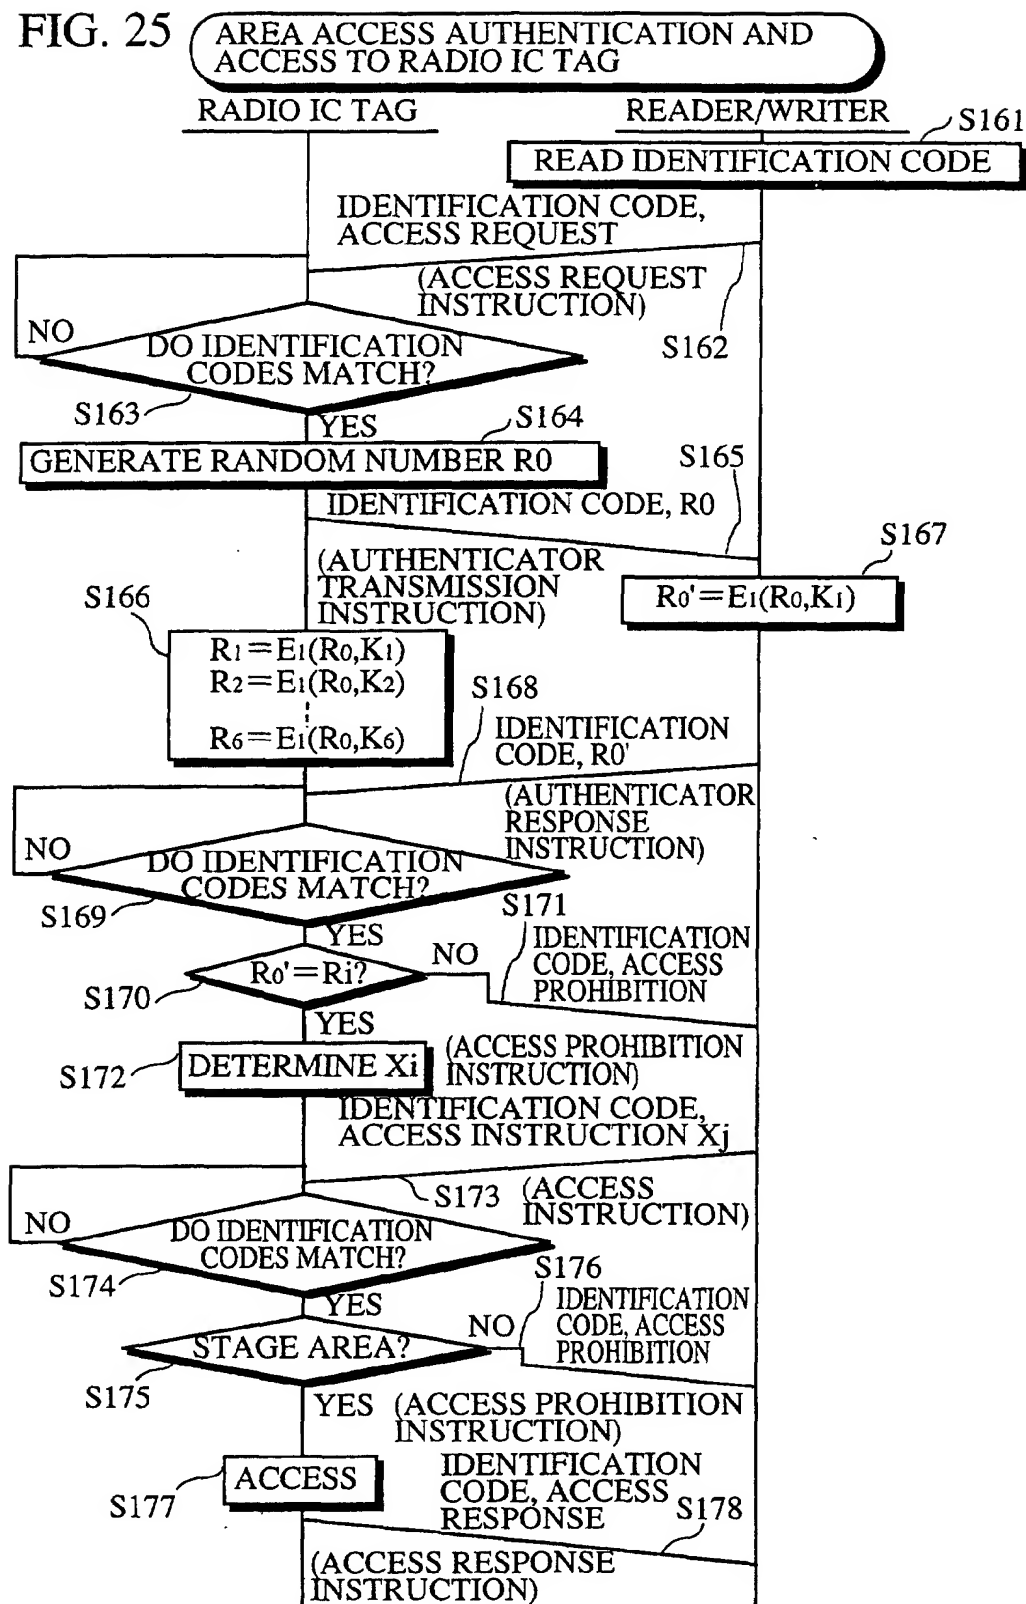 FIG. 25
AREA ACCESS AUTHENTICATION AND
ACCESS TO RADIO IC TAG
RADIO IC TAG
READER/WRITER
S161
READ IDENTIFICATION CODE
IDENTIFICATION CODE,
ACCESS REQUEST
(ACCESS REQUEST
INSTRUCTION)
S162
NO
DO IDENTIFICATION
CODES MATCH?
S163
YES
S164
GENERATE RANDOM NUMBER R0
S165
IDENTIFICATION CODE, R0
(AUTHENTICATOR
TRANSMISSION
INSTRUCTION)
S167
R0'=E1(R0,K1)
S166
R1=E1(R0,K1)
R2=E1(R0,K2)
R6=E1(R0,K6)
S168
IDENTIFICATION
CODE, R0'
(AUTHENTICATOR
RESPONSE
INSTRUCTION)
NO
DO IDENTIFICATION
CODES MATCH?
S169
YES
S171
IDENTIFICATION
CODE, ACCESS
PROHIBITION
NO
R0'=Ri?
S170
YES
(ACCESS PROHIBITION
INSTRUCTION)
S172
DETERMINE Xi
IDENTIFICATION CODE,
ACCESS INSTRUCTION Xj
S173
(ACCESS
INSTRUCTION)
NO
DO IDENTIFICATION
CODES MATCH?
S174
YES
S176
IDENTIFICATION
CODE, ACCESS
PROHIBITION
NO
STAGE AREA?
S175
YES
(ACCESS PROHIBITION
INSTRUCTION)
ACCESS
S177
IDENTIFICATION
CODE, ACCESS
RESPONSE
S178
(ACCESS RESPONSE
INSTRUCTION)